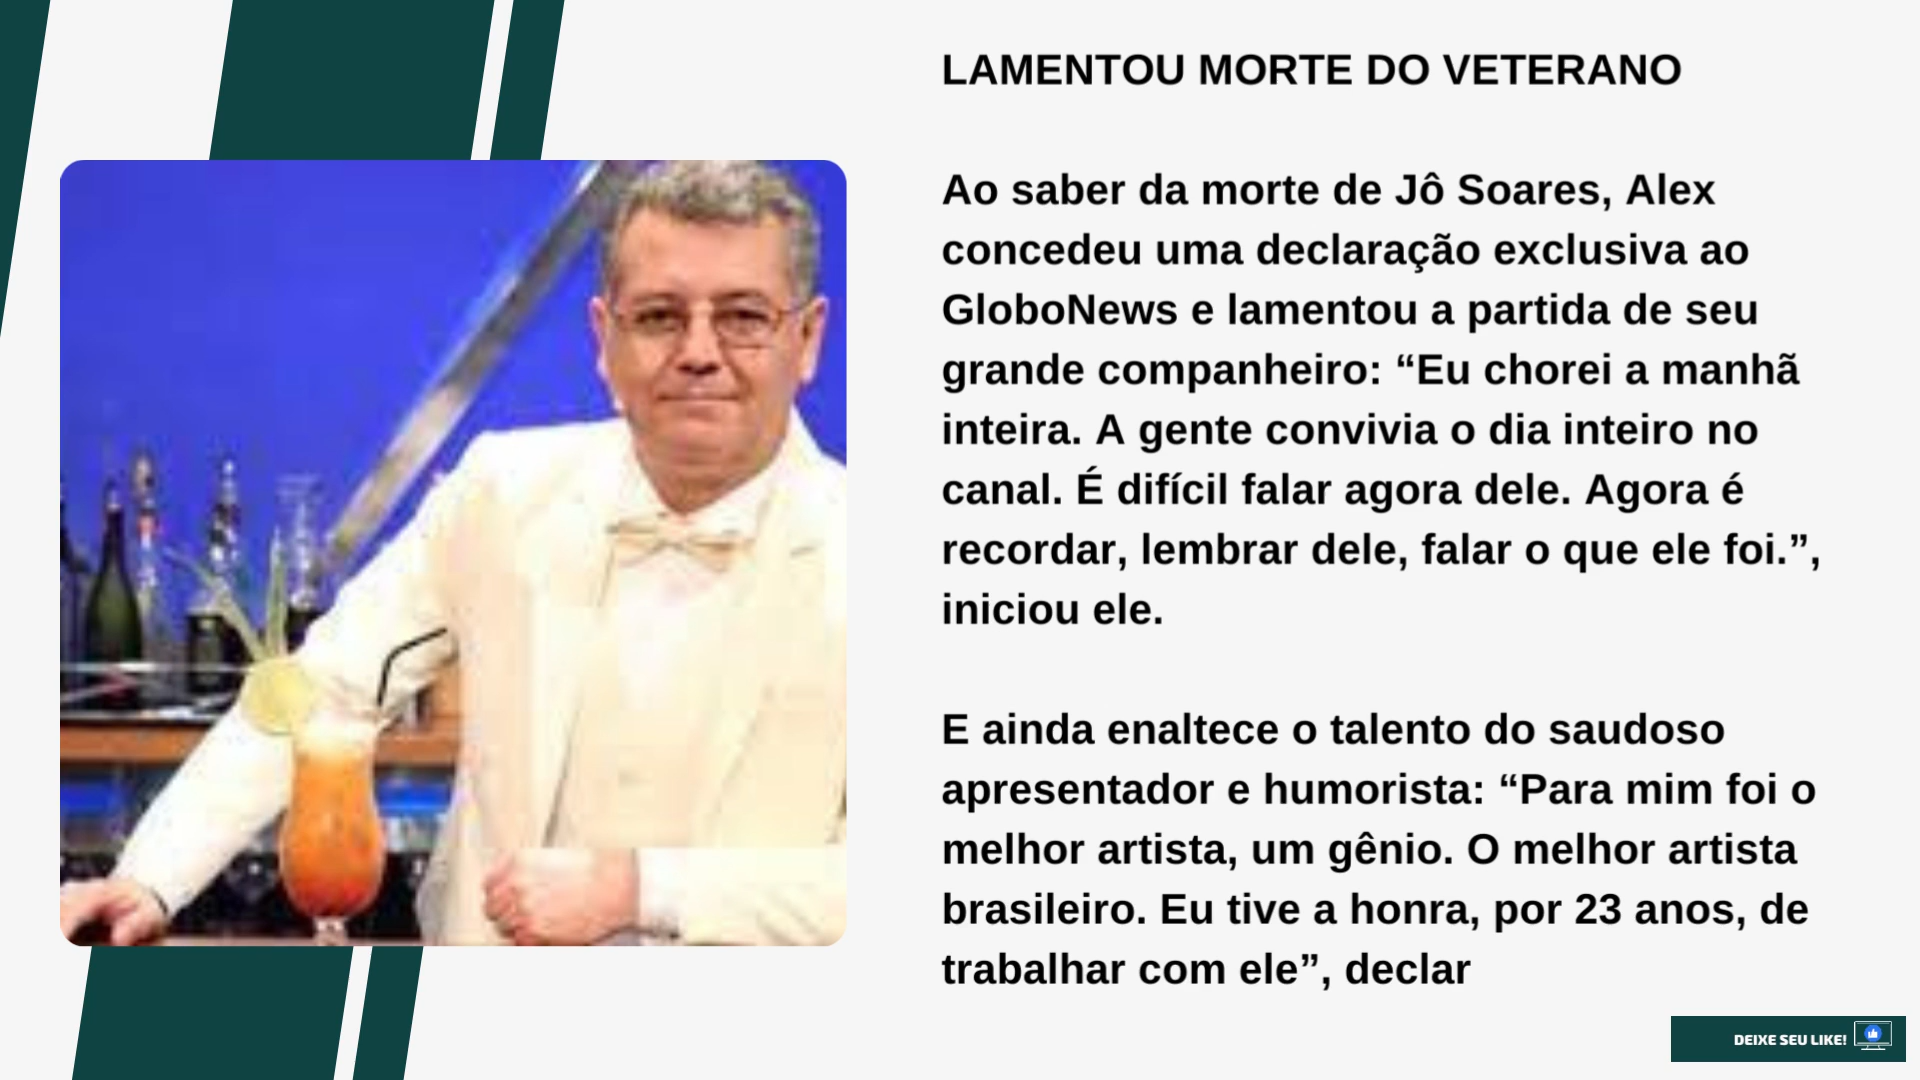 LAMENTOU MORTE DO VETERANO
Ao saber da morte de Jô Soares, Alex
concedeu uma declaração exclusiva ao
GloboNews e lamentou a partida de seu
grande companheiro: “Eu chorei a manhã
inteira. A gente convivia o dia inteiro no
canal. É difícil falar agora dele. Agora é
recordar, lembrar dele, falar o que ele foi.”,
iniciou ele.
E ainda enaltece o talento do saudoso
apresentador e humorista: “Para mim foi o
melhor artista, um gênio. O melhor artista
brasileiro. Eu tive a honra, por 23 anos, de
trabalhar com ele”, declar
DEIXE SEU LIKE!